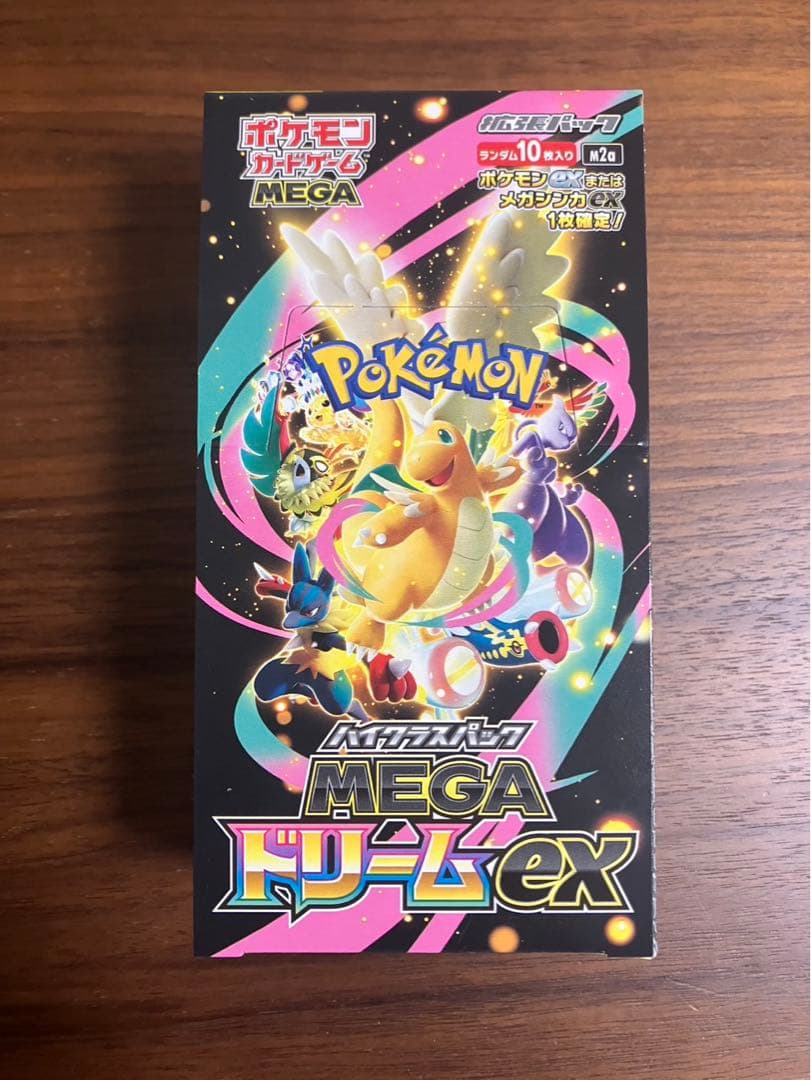 ポケモン
カードゲーム
MEGA
拡張パック
ランダム10枚入り
M2a
ポケモンexまたは
メガシンカex
1枚確定!
POKéMON
TM
ハイクラスパック
MEGA
ドリームex